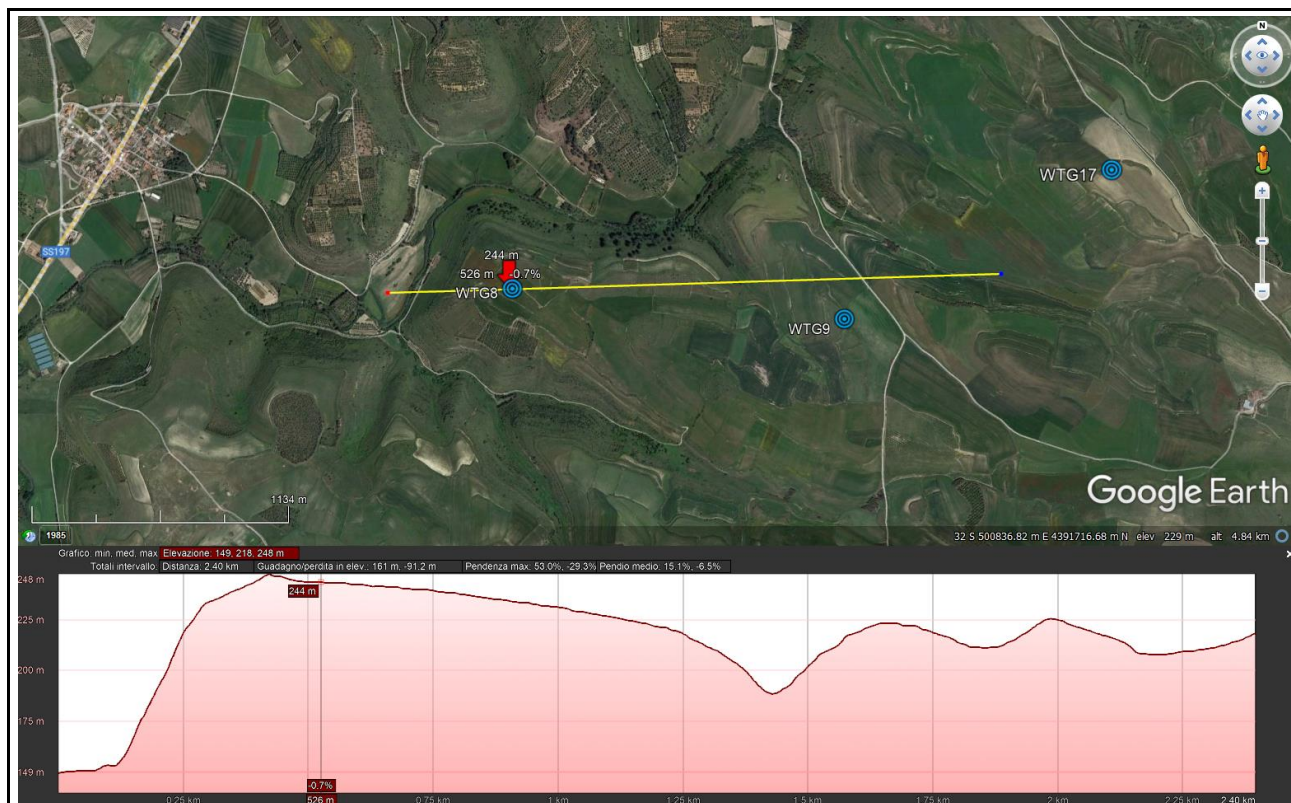 N
WTG17
SS197
244 m
526 m -0.7%
WTG8
WTG9
1134 m
Google Earth
1985
32 S 500836.82 m E 4391716.68 m N elev 229 m alt 4.84 km
Grafico: min. med. max Elevazione: 149, 218, 248 m
Totali intervallo: Distanza: 2.40 km Guadagno/perdita in elev.: 161 m, -91.2 m Pendenza max: 53.0%, -29.3% Pendio medio: 15.1%, -6.5%
248 m
244 m
225 m
200 m
175 m
149 m
-0.7%
0.25 km 526 m 0.75 km 1 km 1.25 km 1.5 km 1.75 km 2 km 2.25 km 2.40 km